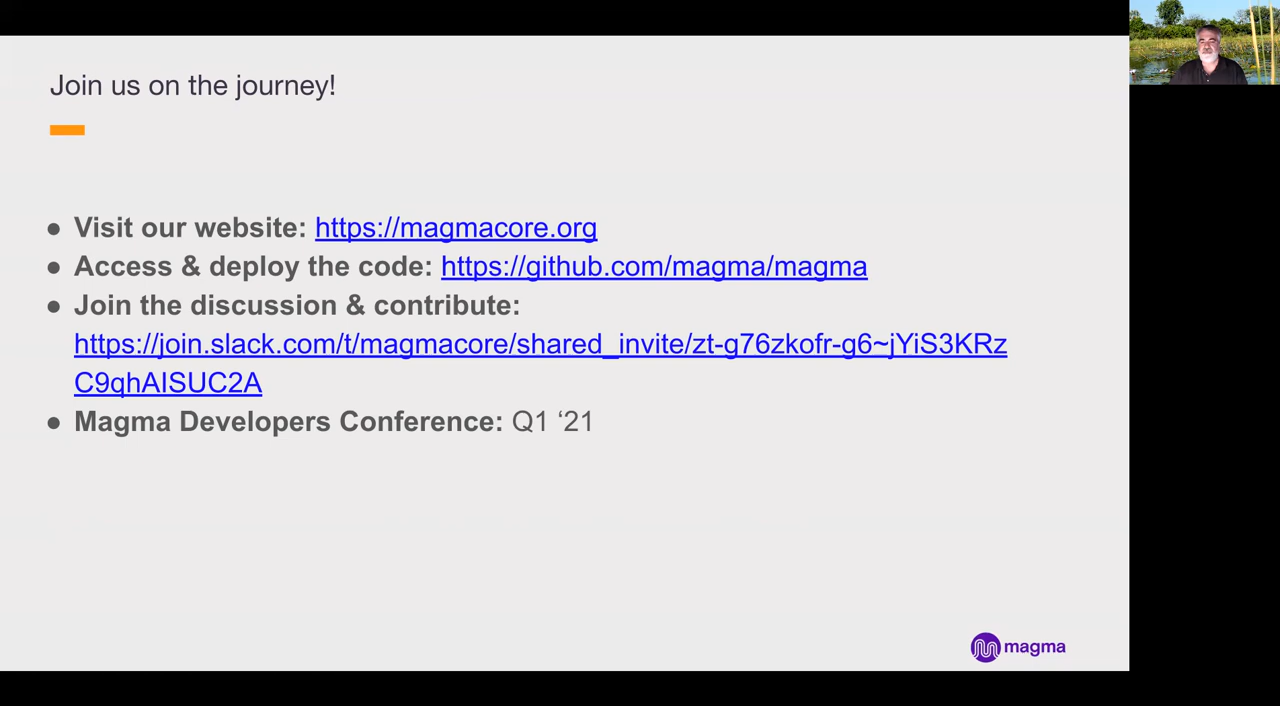 Join us on the journey!
● Visit our website: https://magmacore.org
● Access & deploy the code: https://github.com/magma/magma
● Join the discussion & contribute:
https://join.slack.com/t/magmacore/shared_invite/zt-g76zkofr-g6~jYiS3KRz
C9qhAISUC2A
● Magma Developers Conference: Q1 ‘21
magma